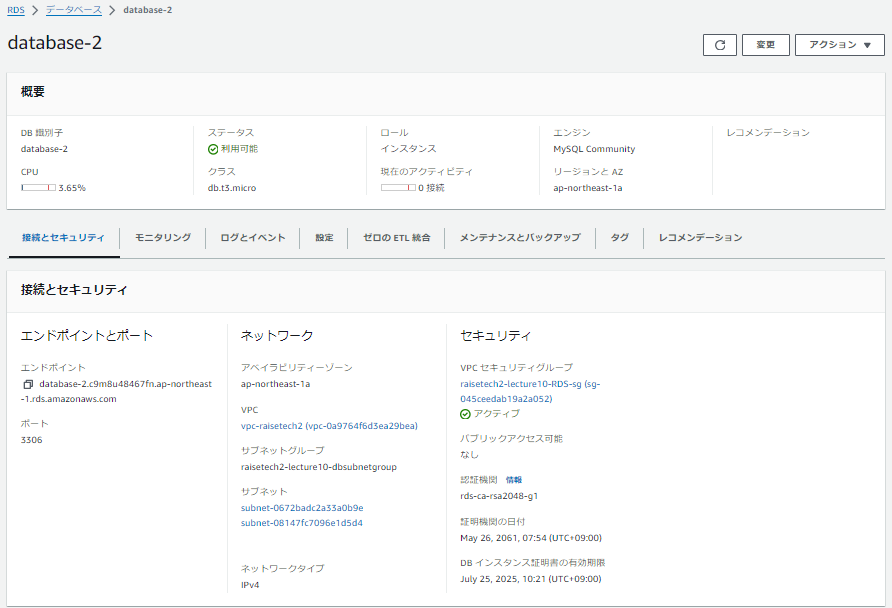 RDS > データベース > database-2
database-2
変更
アクション ▼
概要
DB 識別子
database-2
CPU
3.65%
ステータス
利用可能
クラス
db.t3.micro
ロール
インスタンス
現在のアクティビティ
0 接続
エンジン
MySQL Community
リージョンと AZ
ap-northeast-1a
レコメンデーション
接続とセキュリティ
モニタリング
ログとイベント
設定
ゼロの ETL 統合
メンテナンスとバックアップ
タグ
レコメンデーション
接続とセキュリティ
エンドポイントとポート
エンドポイント
database-2.c9m8u48467fn.ap-northeast
-1.rds.amazonaws.com
ポート
3306
ネットワーク
アベイラビリティーゾーン
ap-northeast-1a
VPC
vpc-raisetech2 (vpc-0a9764f6d3ea29bea)
サブネットグループ
raisetech2-lecture10-dbsubnetgroup
サブネット
subnet-0672badc2a33a0b9e
subnet-08147fc7096e1d5d4
ネットワークタイプ
IPv4
セキュリティ
VPC セキュリティグループ
raisetech2-lecture10-RDS-sg (sg-
045ceedab19a2a052)
アクティブ
パブリックアクセス可能
なし
認証機関 情報
rds-ca-rsa2048-g1
証明機関の日付
May 26, 2061, 07:54 (UTC+09:00)
DB インスタンス証明書の有効期限
July 25, 2025, 10:21 (UTC+09:00)